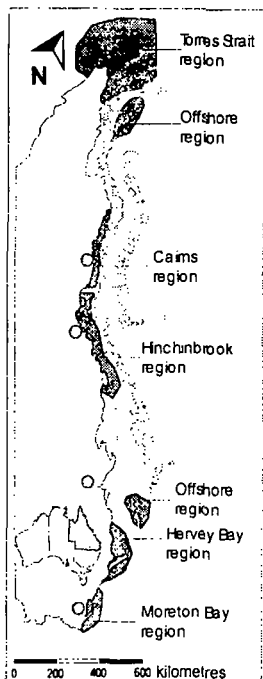 Torres Strait
region
N
Offshore
region
Cairns
region
Hinchinbrook
region
Offshore
region
Hervey Bay
region
Moreton Bay
region
0 200 400 600 kilometres